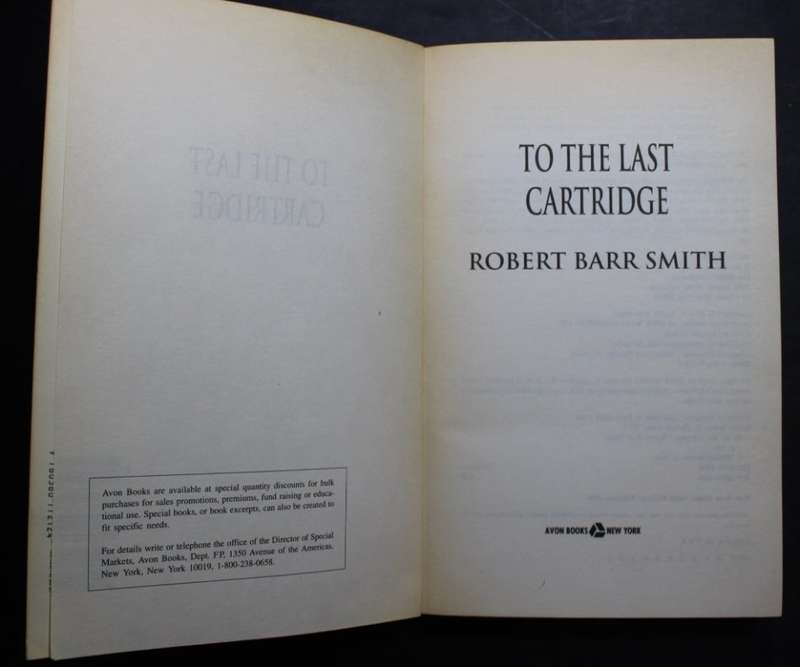 Avon Books are available at special quantity discounts for bulk
purchases for sales promotions, premiums, fund raising or educa-
tional use. Special books, or book excerpts, can also be created to
fit specific needs.
For details write or telephone the office of the Director of Special
Markets, Avon Books, Dept. FP, 1350 Avenue of the Americas,
New York, New York 10019, 1-800-238-0658.
TO THE LAST
CARTRIDGE
ROBERT BARR SMITH
AVON BOOKS NEW YORK